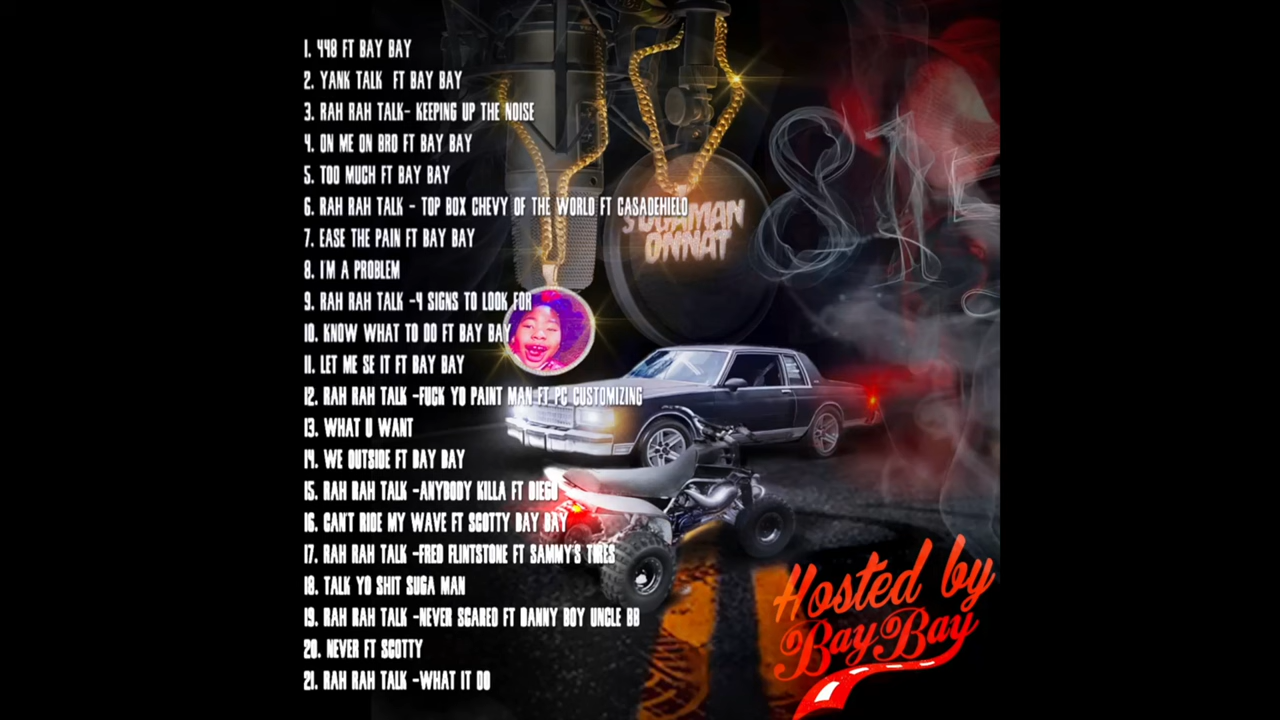 1. 448 FT BAY BAY
2. YANK TALK FT BAY BAY
3. RAH RAH TALK- KEEPING UP THE NOISE
4. ON ME ON BRO FT BAY BAY
5. TOO MUCH FT BAY BAY
6. RAH RAH TALK - TOP BOX CHEVY OF THE WORLD FT CASADEHIELO
7. EASE THE PAIN FT BAY BAY
8. I'M A PROBLEM
9. RAH RAH TALK -4 SIGNS TO LOOK FOR
10. KNOW WHAT TO DO FT BAY BAY
11. LET ME SE IT FT BAY BAY
12. RAH RAH TALK -FUCK YO PAINT MAN FT PC CUSTOMIZING
13. WHAT U WANT
14. WE OUTSIDE FT BAY BAY
15. RAH RAH TALK -ANYBODY KILLA FT DIEGO
16. CAN'T RIDE MY WAVE FT SCOTTY BAY BAY
17. RAH RAH TALK -FRED FLINTSTONE FT SAMMY'S TIRES
18. TALK YO SHIT SUGA MAN
19. RAH RAH TALK -NEVER SCARED FT DANNY BOY UNCLE BB
20. NEVER FT SCOTTY
21. RAH RAH TALK -WHAT IT DO
SUGAMAN
ONNAT
Hosted by
Bay Bay